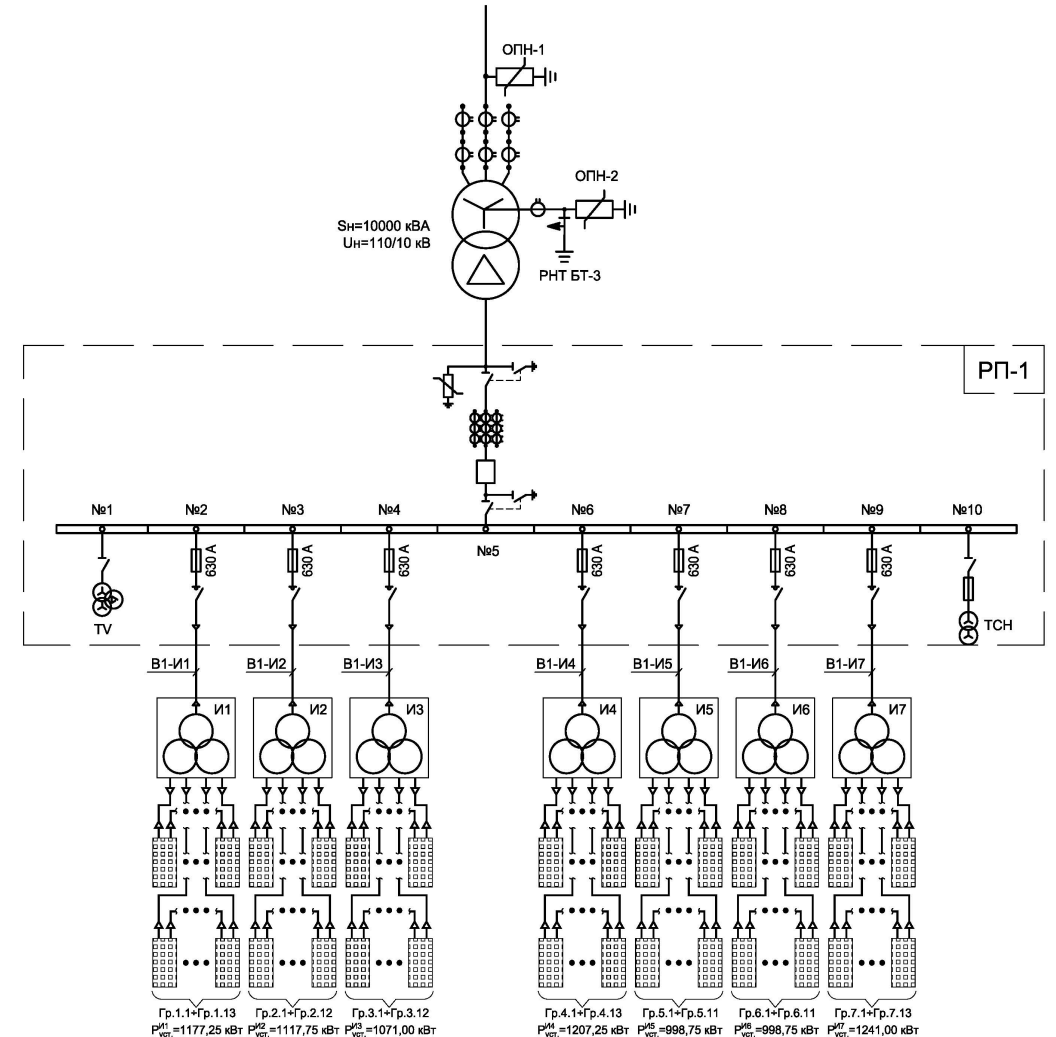 ОПН-1
ОПН-2
Sн=10000 кВА
Uн=110/10 кВ
РНТ БТ-3
РП-1
№1 №2 №3 №4 №6 №7 №8 №9 №10
№5
630 А 630 А 630 А 630 А 630 А 630 А 630 А
TV ТСН
В1-И1 В1-И2 В1-И3 В1-И4 В1-И5 В1-И6 В1-И7
И1 И2 И3 И4 И5 И6 И7
Гр.1.1÷Гр.1.13 Гр.2.1÷Гр.2.12 Гр.3.1÷Гр.3.12 Гр.4.1÷Гр.4.13 Гр.5.1÷Гр.5.11 Гр.6.1÷Гр.6.11 Гр.7.1÷Гр.7.13
Pуст.И1=1177,25 кВт Pуст.И2=1117,75 кВт Pуст.И3=1071,00 кВт Pуст.И4=1207,25 кВт Pуст.И5=998,75 кВт Pуст.И6=998,75 кВт Pуст.И7=1241,00 кВт